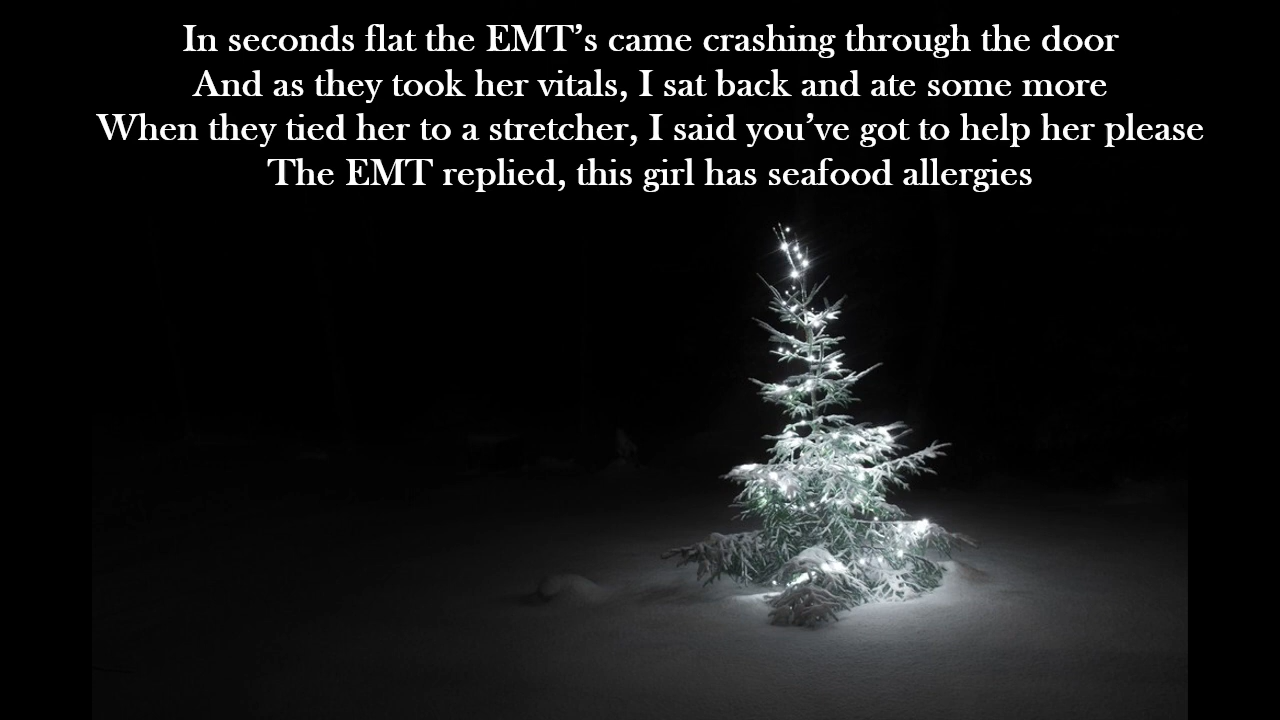 In seconds flat the EMT’s came crashing through the door
And as they took her vitals, I sat back and ate some more
When they tied her to a stretcher, I said you’ve got to help her please
The EMT replied, this girl has seafood allergies